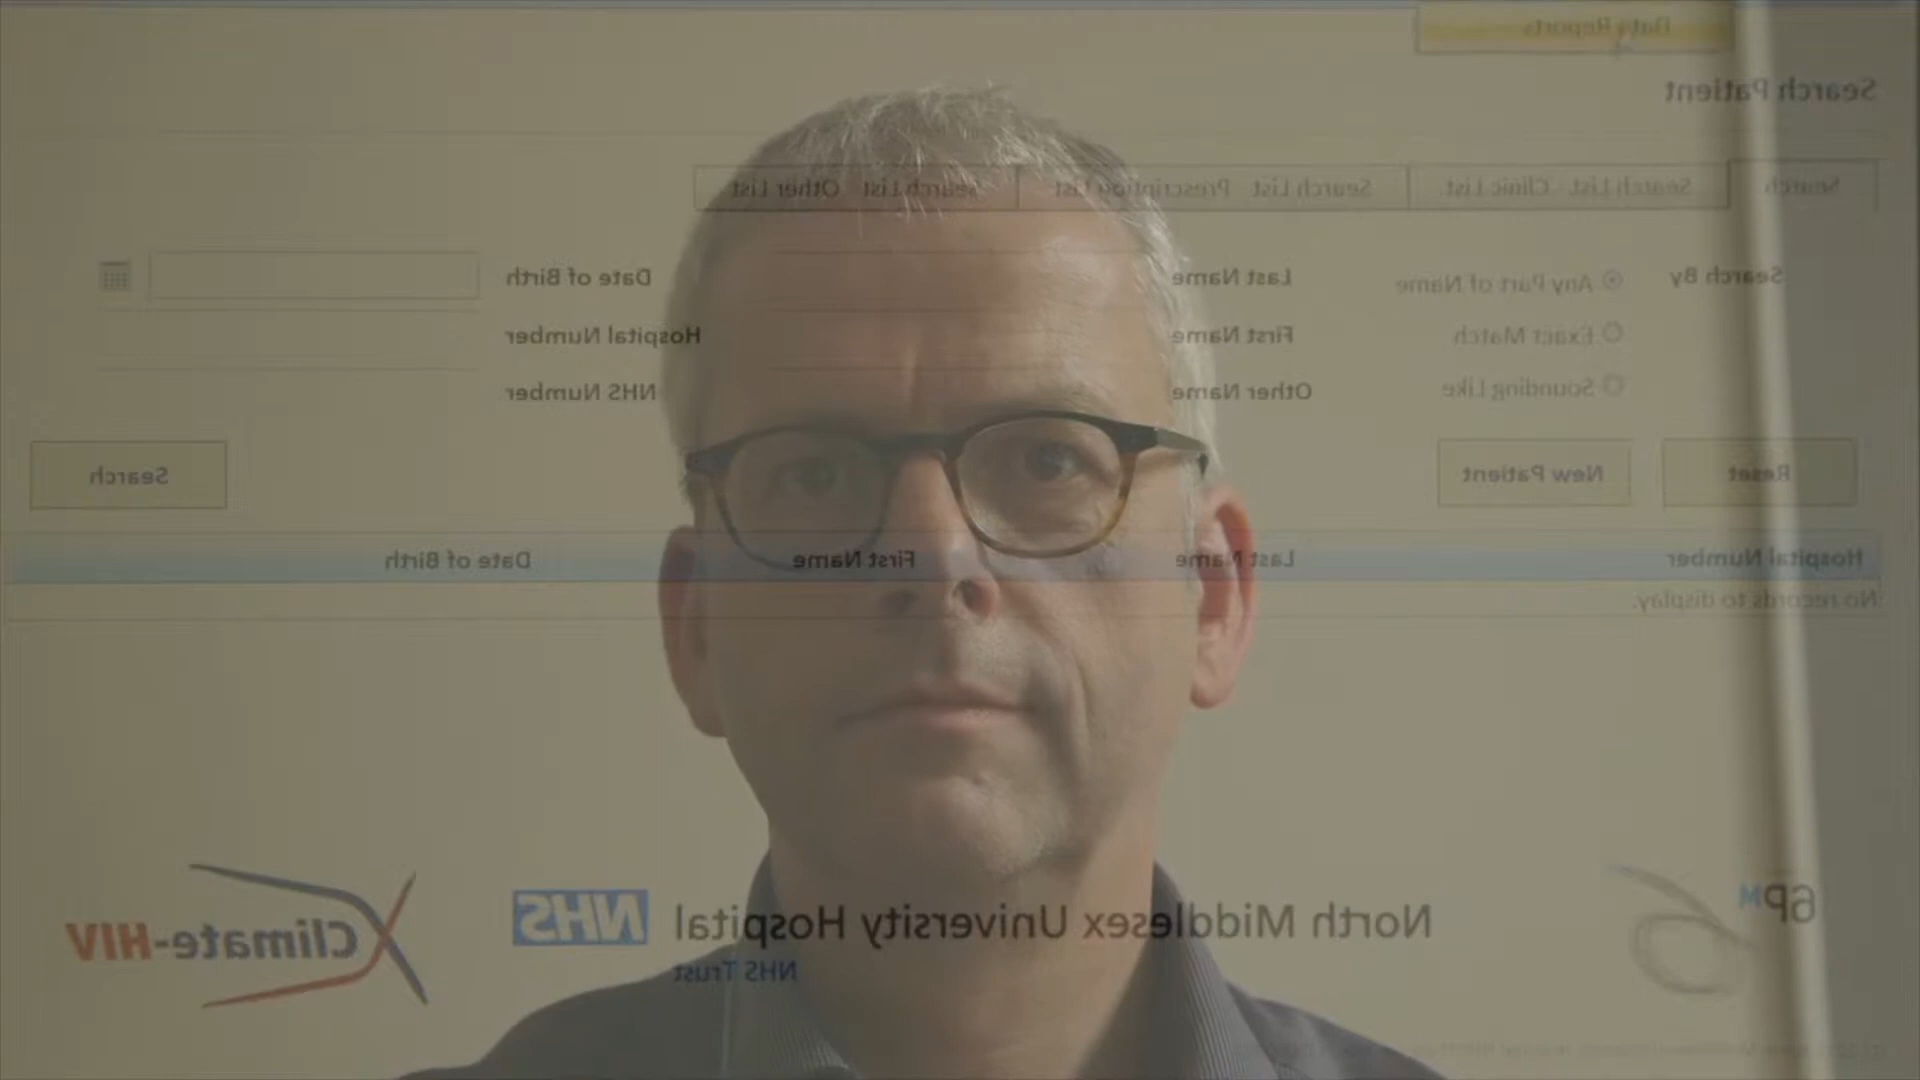 Data Reports
Search Patient
Search Search List - Clinic List Search List - Prescription List Search List - Other List
Search By Any Part of Name Last Name Date of Birth
Exact Match First Name Hospital Number
Sounding Like Other Name NHS Number
Reset New Patient Search
Hospital Number Last Name First Name Date of Birth
No records to display.
6PM North Middlesex University Hospital NHS Climate-HIV
NHS Trust